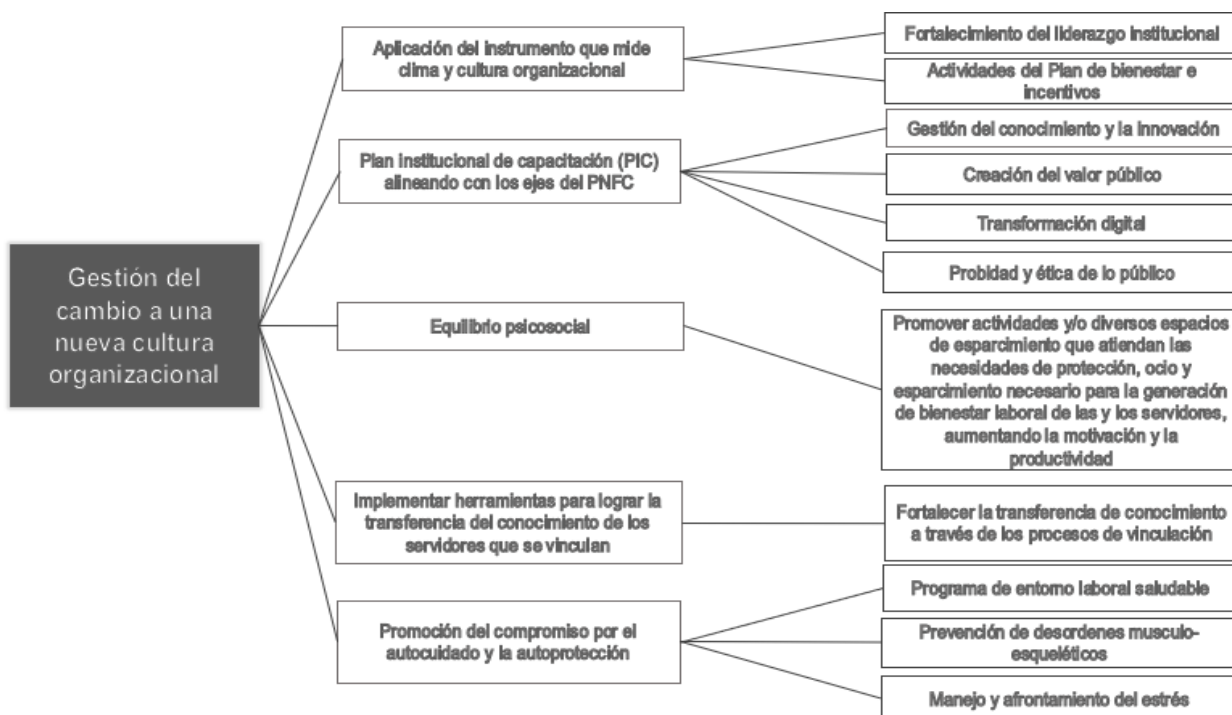 Gestión del
cambio a una
nueva cultura
organizacional
Aplicación del instrumento que mide
clima y cultura organizacional
Fortalecimiento del liderazgo institucional
Actividades del Plan de bienestar e
incentivos
Plan institucional de capacitación (PIC)
alineando con los ejes del PNFC
Gestión del conocimiento y la innovación
Creación del valor público
Transformación digital
Probidad y ética de lo público
Equilibrio psicosocial
Promover actividades y/o diversos espacios
de esparcimiento que atiendan las
necesidades de protección, ocio y
esparcimiento necesario para la generación
de bienestar laboral de las y los servidores,
aumentando la motivación y la
productividad
Implementar herramientas para lograr la
transferencia del conocimiento de los
servidores que se vinculan
Fortalecer la transferencia de conocimiento
a través de los procesos de vinculación
Promoción del compromiso por el
autocuidado y la autoprotección
Programa de entorno laboral saludable
Prevención de desordenes musculo-
esqueléticos
Manejo y afrontamiento del estrés